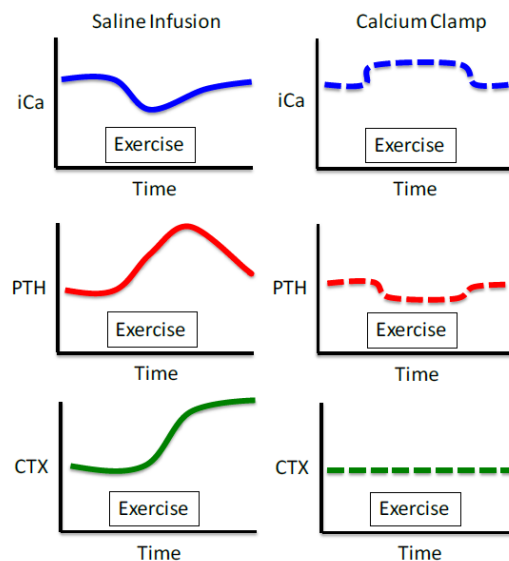 Saline Infusion
Calcium Clamp
iCa
Exercise
Time
iCa
Exercise
Time
PTH
Exercise
Time
PTH
Exercise
Time
CTX
Exercise
Time
CTX
Exercise
Time